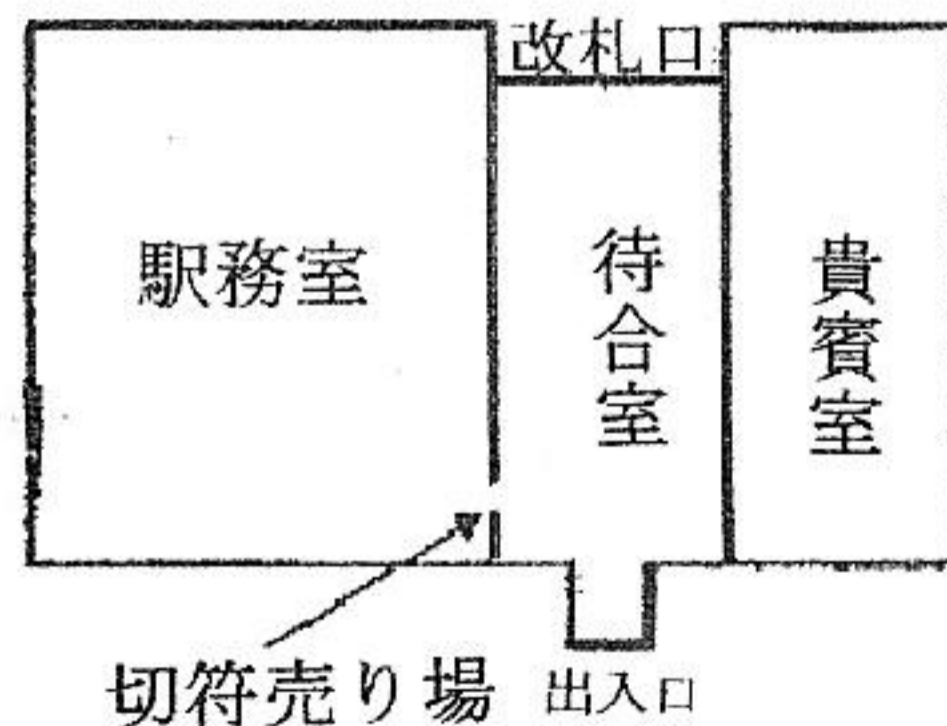 改札口
駅務室
待合室
貴賓室
切符売り場
出入口